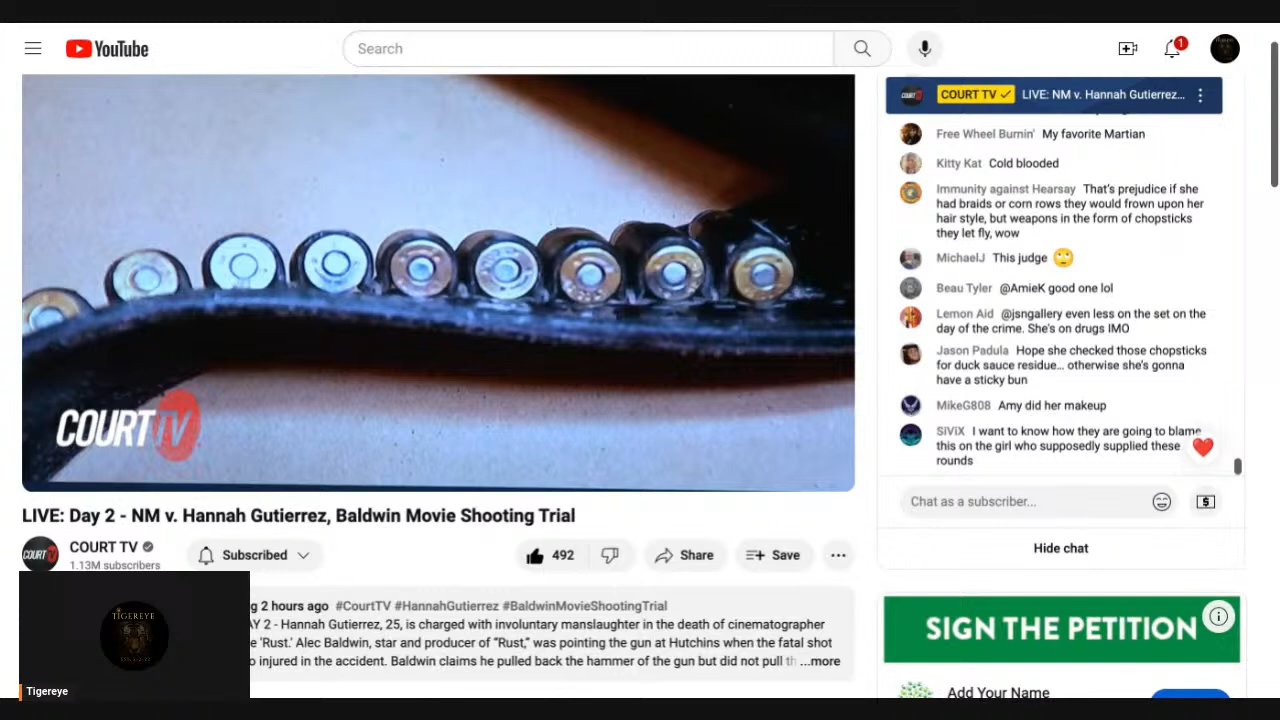 YouTube
Search
1
COURT TV
LIVE: Day 2 - NM v. Hannah Gutierrez, Baldwin Movie Shooting Trial
COURT TV
1.13M subscribers
Subscribed
492
Share
Save
g 2 hours ago #CourtTV #HannahGutierrez #BaldwinMovieShootingTrial
AY 2 - Hannah Gutierrez, 25, is charged with involuntary manslaughter in the death of cinematographer
e 'Rust.' Alec Baldwin, star and producer of "Rust," was pointing the gun at Hutchins when the fatal shot
o injured in the accident. Baldwin claims he pulled back the hammer of the gun but did not pull th ...more
TIGEREYE
Tigereye
COURT TV LIVE: NM v. Hannah Gutierrez...
Free Wheel Burnin' My favorite Martian
Kitty Kat Cold blooded
Immunity against Hearsay That's prejudice if she
had braids or corn rows they would frown upon her
hair style, but weapons in the form of chopsticks
they let fly, wow
MichaelJ This judge 🙄
Beau Tyler @AmieK good one lol
Lemon Aid @jsngallery even less on the set on the
day of the crime. She's on drugs IMO
Jason Padula Hope she checked those chopsticks
for duck sauce residue... otherwise she's gonna
have a sticky bun
MikeG808 Amy did her makeup
SiViX I want to know how they are going to blame
this on the girl who supposedly supplied these
rounds
Chat as a subscriber...
Hide chat
SIGN THE PETITION
Add Your Name